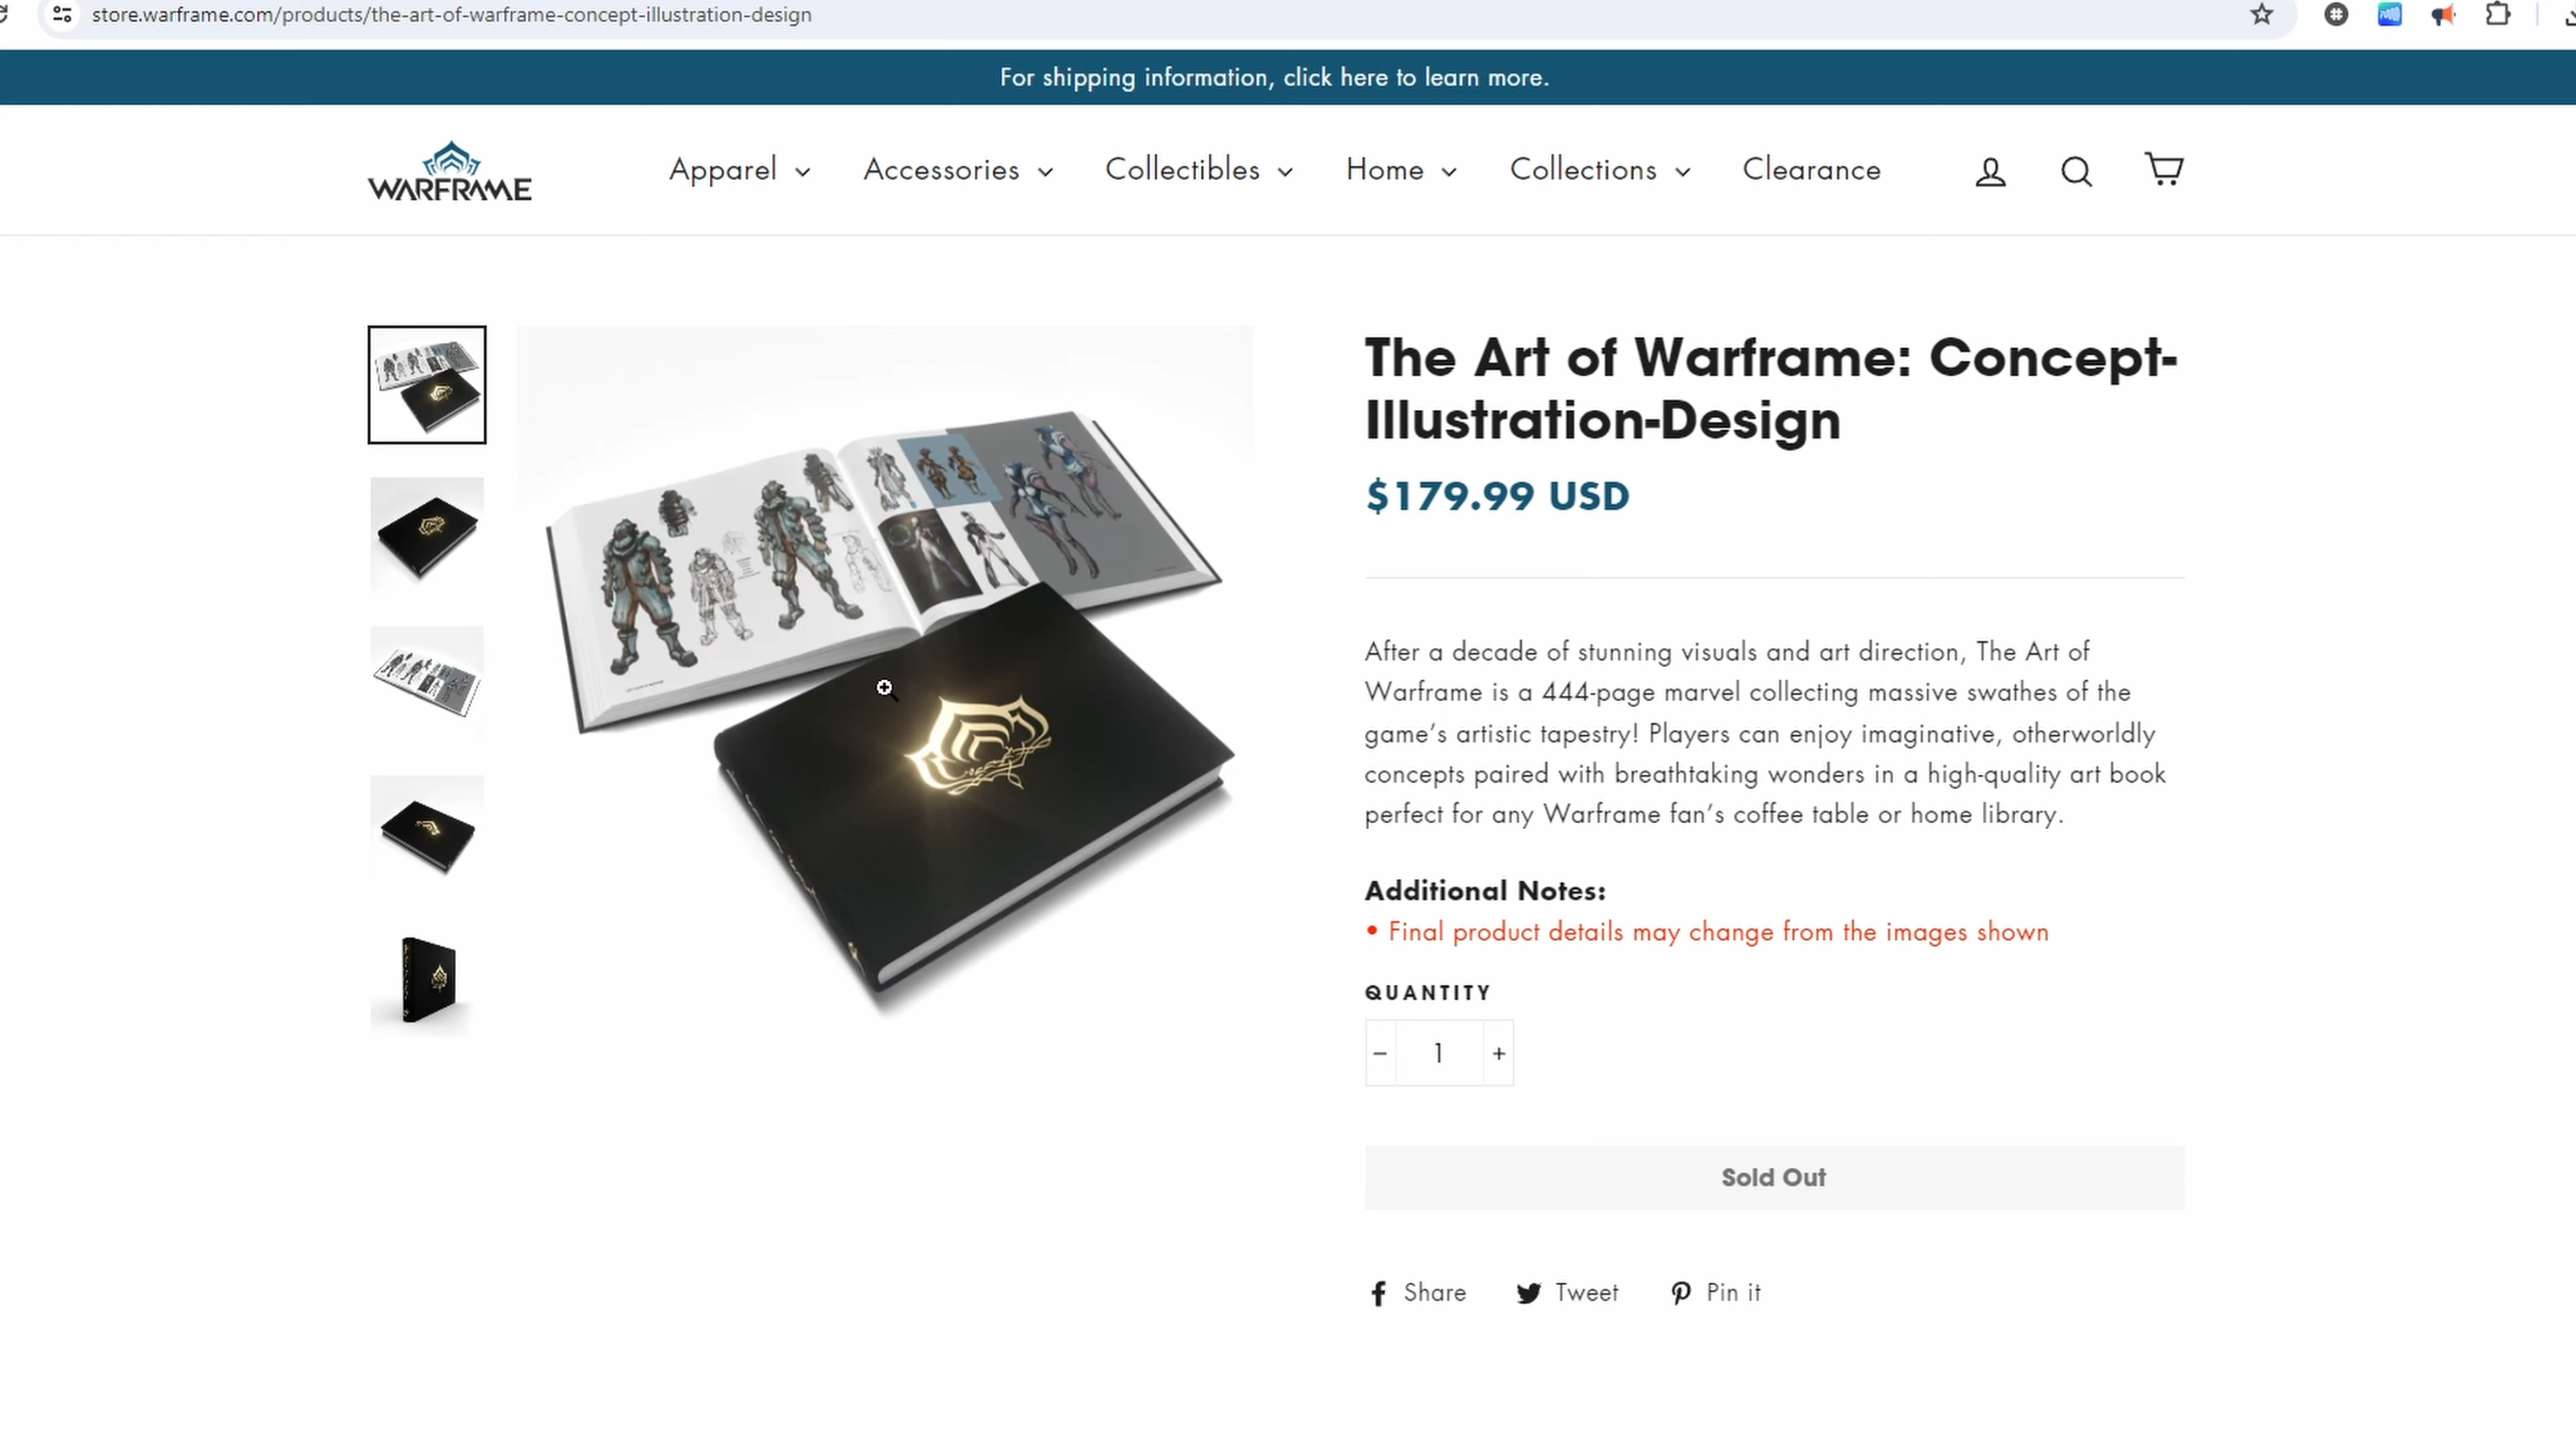 store.warframe.com/products/the-art-of-warframe-concept-illustration-design
For shipping information, click here to learn more.
WARFRAME
Apparel
Accessories
Collectibles
Home
Collections
Clearance
The Art of Warframe: Concept-
Illustration-Design
$179.99 USD
After a decade of stunning visuals and art direction, The Art of
Warframe is a 444-page marvel collecting massive swathes of the
game’s artistic tapestry! Players can enjoy imaginative, otherworldly
concepts paired with breathtaking wonders in a high-quality art book
perfect for any Warframe fan’s coffee table or home library.
Additional Notes:
• Final product details may change from the images shown
QUANTITY
− 1 +
Sold Out
Share
Tweet
Pin it